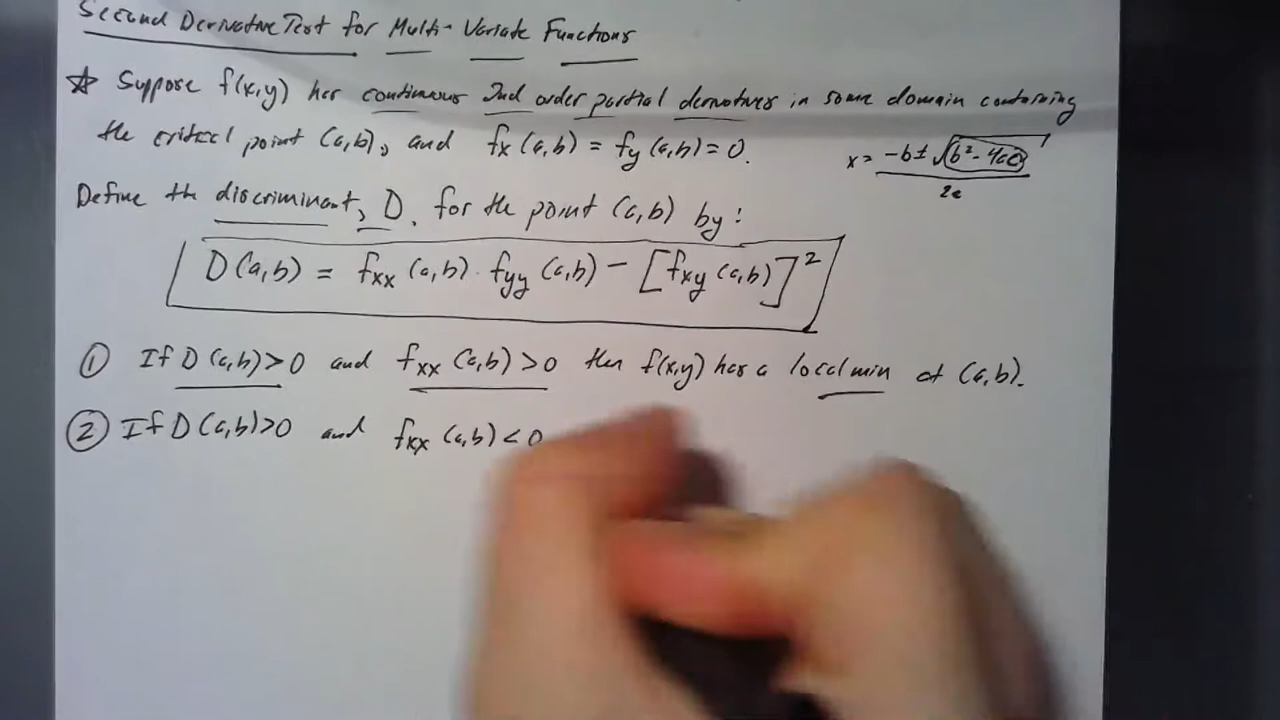 Second Derivative Test for Multi-Variate Functions
☆ Suppose f(x,y) has continuous 2nd order partial derivatives in some domain containing
the critical point (a,b), and fx(a,b) = fy(a,b) = 0.
x = -b ± √(b² - 4ac) / 2a
Define the discriminant, D, for the point (a,b) by:
D(a,b) = fxx(a,b) · fyy(a,b) - [fxy(a,b)]²
① If D(a,b)>0 and fxx(a,b)>0 then f(x,y) has a local min at (a,b).
② If D(a,b)>0 and fxx(a,b)<0